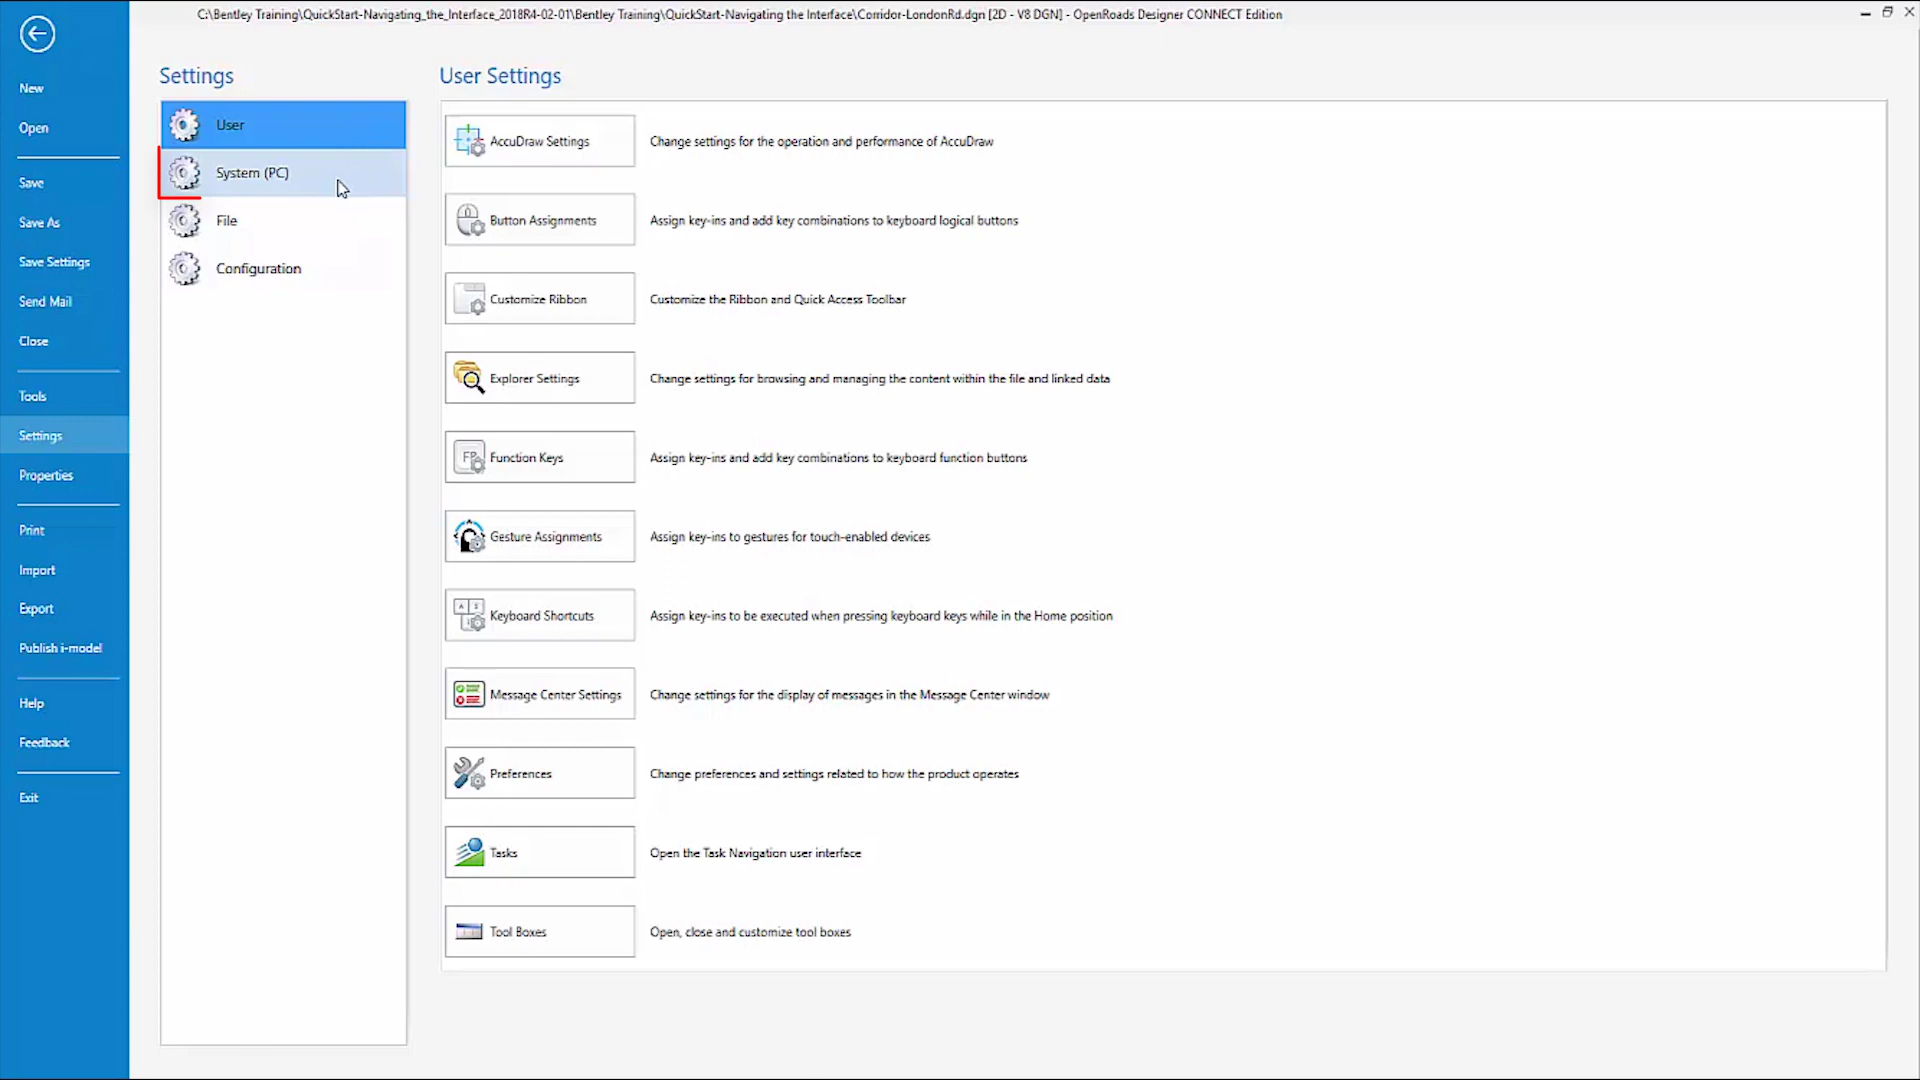 C:\Bentley Training\QuickStart-Navigating_the_Interface_2018R4-02-01\Bentley Training\QuickStart-Navigating the Interface\Corridor-LondonRd.dgn [2D - V8 DGN] - OpenRoads Designer CONNECT Edition
New
Open
Save
Save As
Save Settings
Send Mail
Close
Tools
Settings
Properties
Print
Import
Export
Publish i-model
Help
Feedback
Exit
Settings
User
System (PC)
File
Configuration
User Settings
AccuDraw Settings Change settings for the operation and performance of AccuDraw
Button Assignments Assign key-ins and add key combinations to keyboard logical buttons
Customize Ribbon Customize the Ribbon and Quick Access Toolbar
Explorer Settings Change settings for browsing and managing the content within the file and linked data
Function Keys Assign key-ins and add key combinations to keyboard function buttons
Gesture Assignments Assign key-ins to gestures for touch-enabled devices
Keyboard Shortcuts Assign key-ins to be executed when pressing keyboard keys while in the Home position
Message Center Settings Change settings for the display of messages in the Message Center window
Preferences Change preferences and settings related to how the product operates
Tasks Open the Task Navigation user interface
Tool Boxes Open, close and customize tool boxes